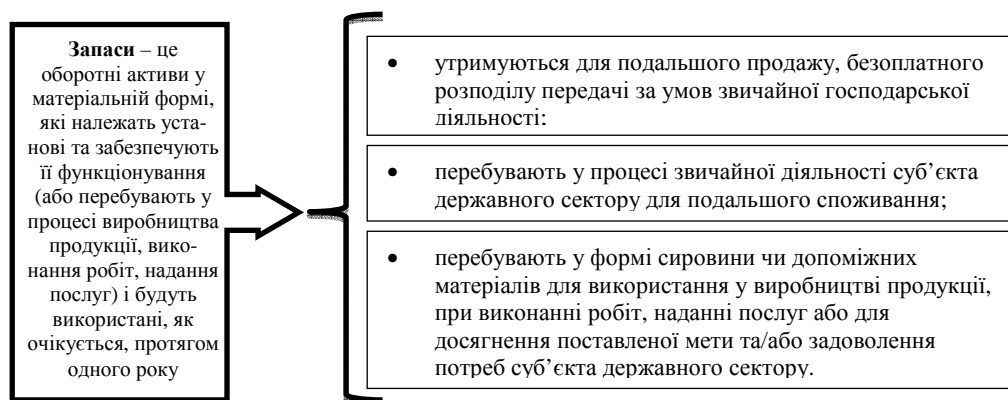 Запаси – це
оборотні активи у
матеріальній формі,
які належать уста-
нові та забезпечують
її функціонування
(або перебувають у
процесі виробництва
продукції, вико-
нання робіт, надання
послуг) і будуть
використані, як
очікується, протягом
одного року
• утримуються для подальшого продажу, безоплатного
розподілу передачі за умов звичайної господарської
діяльності;
• перебувають у процесі звичайної діяльності суб’єкта
державного сектору для подальшого споживання;
• перебувають у формі сировини чи допоміжних
матеріалів для використання у виробництві продукції,
при виконанні робіт, наданні послуг або для
досягнення поставленої мети та/або задоволення
потреб суб’єкта державного сектору.